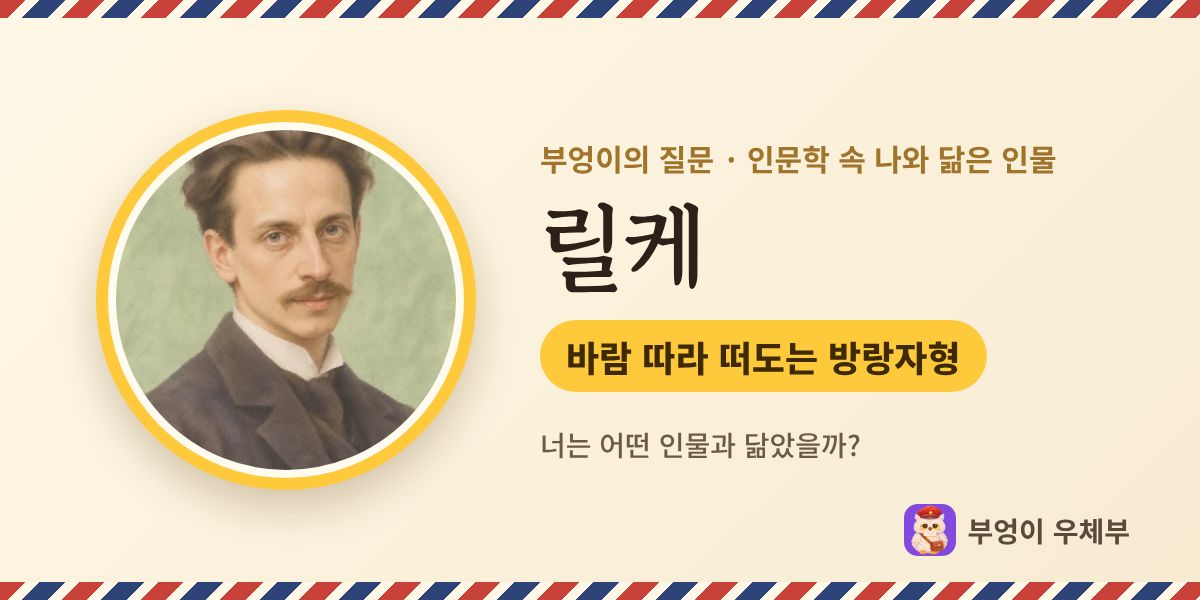 부엉이의 질문 · 인문학 속 나와 닮은 인물
릴케
바람 따라 떠도는 방랑자형
너는 어떤 인물과 닮았을까?
부엉이 우체부